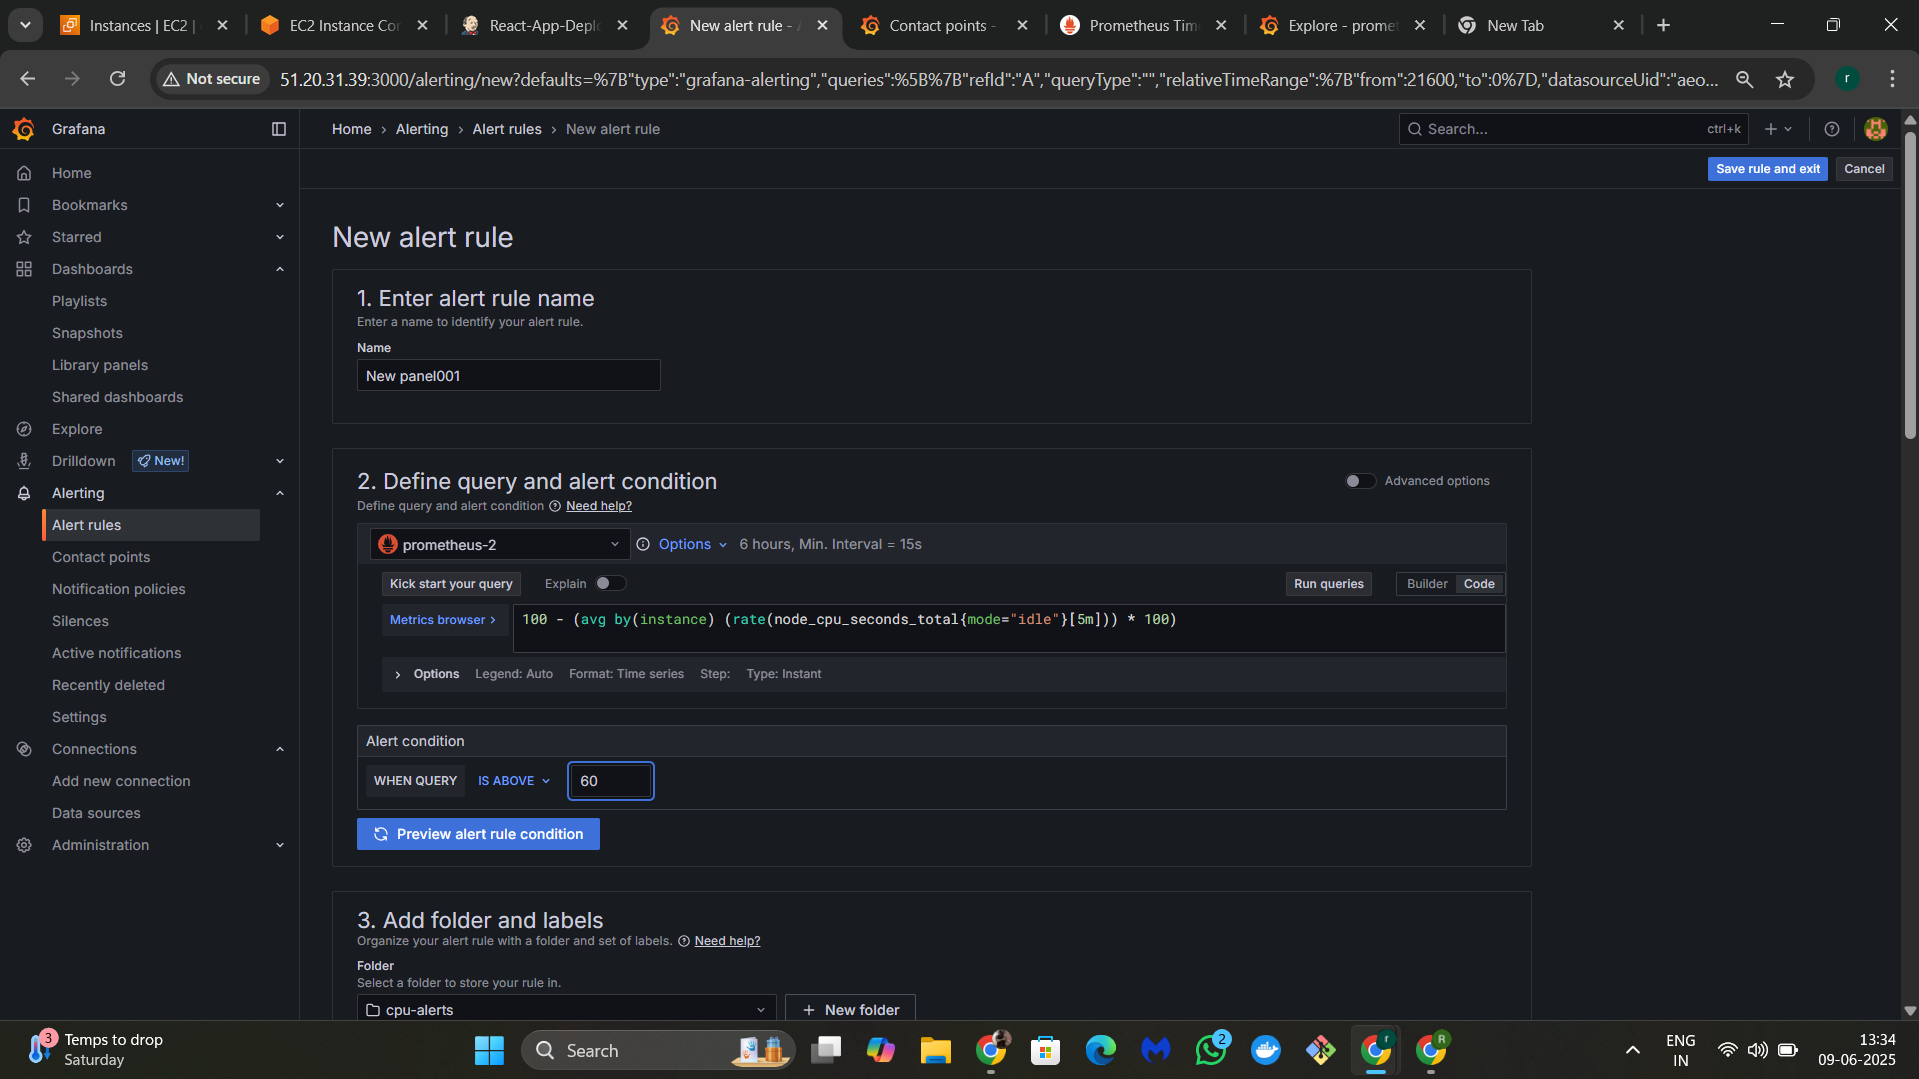 Instances | EC2 |
EC2 Instance Con
React-App-Deplo
New alert rule - A
Contact points -
Prometheus Time
Explore - promet
New Tab
Not secure
51.20.31.39:3000/alerting/new?defaults=%7B"type":"grafana-alerting","queries":%5B%7B"refId":"A","queryType":"","relativeTimeRange":%7B"from":21600,"to":0%7D,"datasourceUid":"aeo...
r
Grafana
Home › Alerting › Alert rules › New alert rule
Search...
ctrl+k
Save rule and exit
Cancel
Home
Bookmarks
Starred
Dashboards
Playlists
Snapshots
Library panels
Shared dashboards
Explore
Drilldown
New!
Alerting
Alert rules
Contact points
Notification policies
Silences
Active notifications
Recently deleted
Settings
Connections
Add new connection
Data sources
Administration
New alert rule
1. Enter alert rule name
Enter a name to identify your alert rule.
Name
New panel001
2. Define query and alert condition
Advanced options
Define query and alert condition
Need help?
prometheus-2
Options
6 hours, Min. Interval = 15s
Kick start your query
Explain
Run queries
Builder
Code
Metrics browser >
100 - (avg by(instance) (rate(node_cpu_seconds_total{mode="idle"}[5m])) * 100)
Options
Legend: Auto
Format: Time series
Step:
Type: Instant
Alert condition
WHEN QUERY
IS ABOVE
60
Preview alert rule condition
3. Add folder and labels
Organize your alert rule with a folder and set of labels.
Need help?
Folder
Select a folder to store your rule in.
cpu-alerts
+ New folder
3
Temps to drop
Saturday
Search
2
r
R
ENG
IN
13:34
09-06-2025